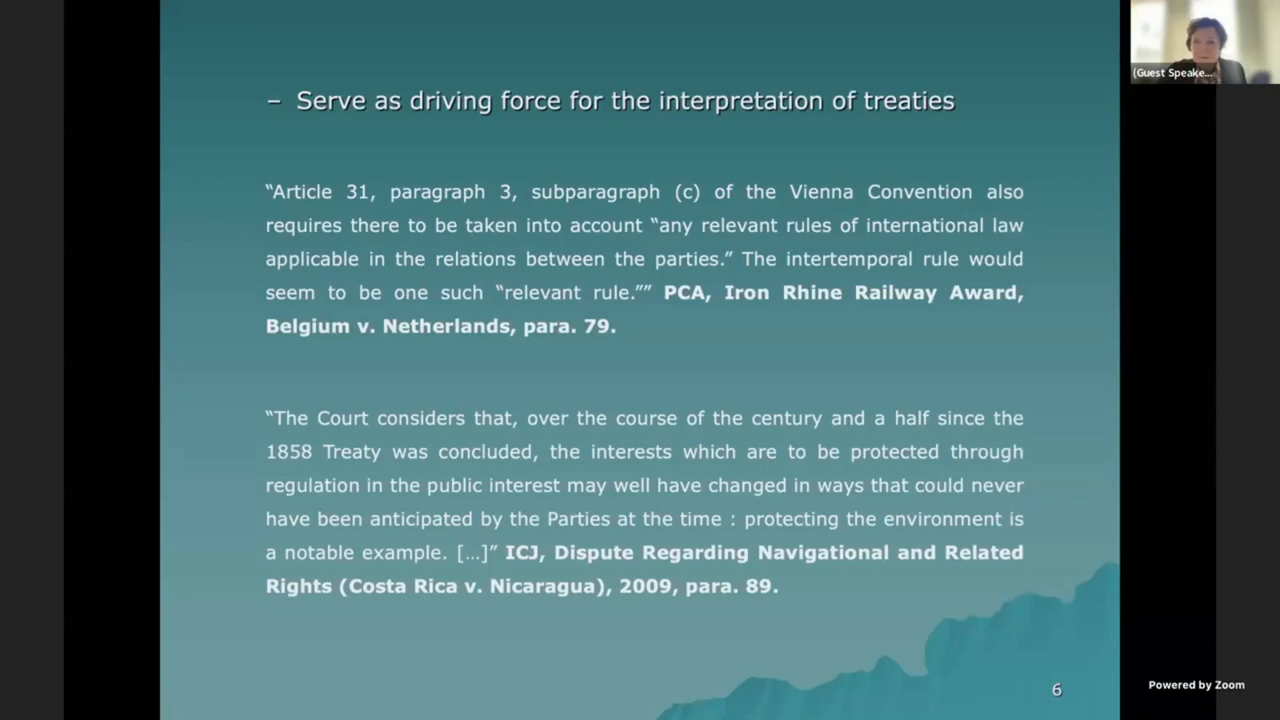 (Guest Speake...
– Serve as driving force for the interpretation of treaties
“Article 31, paragraph 3, subparagraph (c) of the Vienna Convention also
requires there to be taken into account “any relevant rules of international law
applicable in the relations between the parties.” The intertemporal rule would
seem to be one such “relevant rule.”” PCA, Iron Rhine Railway Award,
Belgium v. Netherlands, para. 79.
“The Court considers that, over the course of the century and a half since the
1858 Treaty was concluded, the interests which are to be protected through
regulation in the public interest may well have changed in ways that could never
have been anticipated by the Parties at the time : protecting the environment is
a notable example. […]” ICJ, Dispute Regarding Navigational and Related
Rights (Costa Rica v. Nicaragua), 2009, para. 89.
6
Powered by Zoom